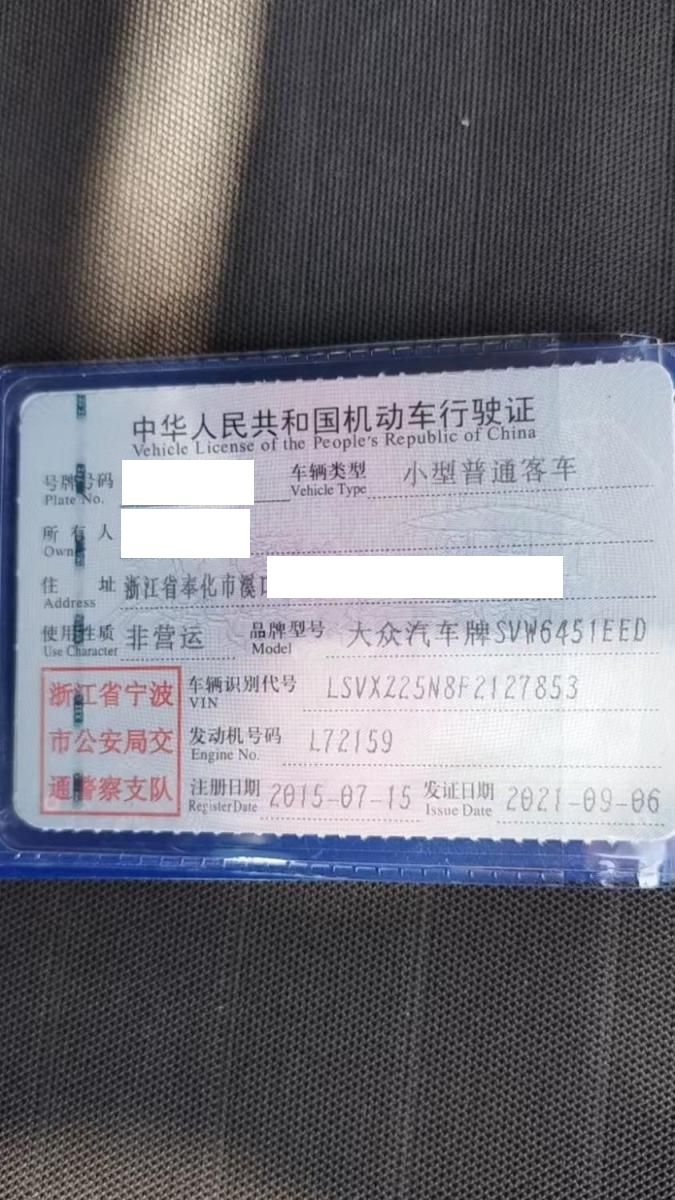 中华人民共和国机动车行驶证
Vehicle License of the People's Republic of China
号牌号码 车辆类型 小型普通客车
Plate No. Vehicle Type
所有人
Owner
住址 浙江省奉化市溪口
Address
使用性质 非营运 品牌型号 大众汽车牌SVW6451EED
Use Character Model
浙江省宁波 车辆识别代号 LSVXZ25N8F2127853
VIN
市公安局交 发动机号码 L72159
Engine No.
通警察支队 注册日期 2015-07-15 发证日期 2021-09-06
Register Date Issue Date